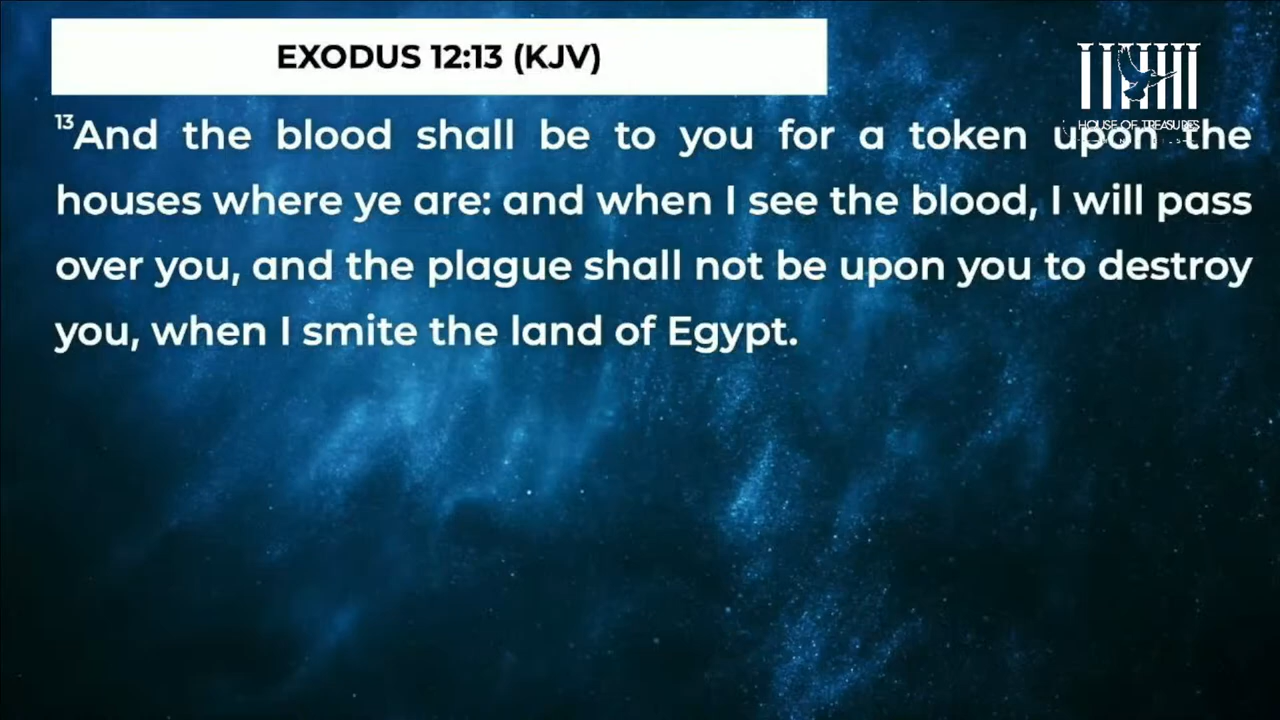 EXODUS 12:13 (KJV)
HOUSE OF TREASURES
13And the blood shall be to you for a token upon the
houses where ye are: and when I see the blood, I will pass
over you, and the plague shall not be upon you to destroy
you, when I smite the land of Egypt.